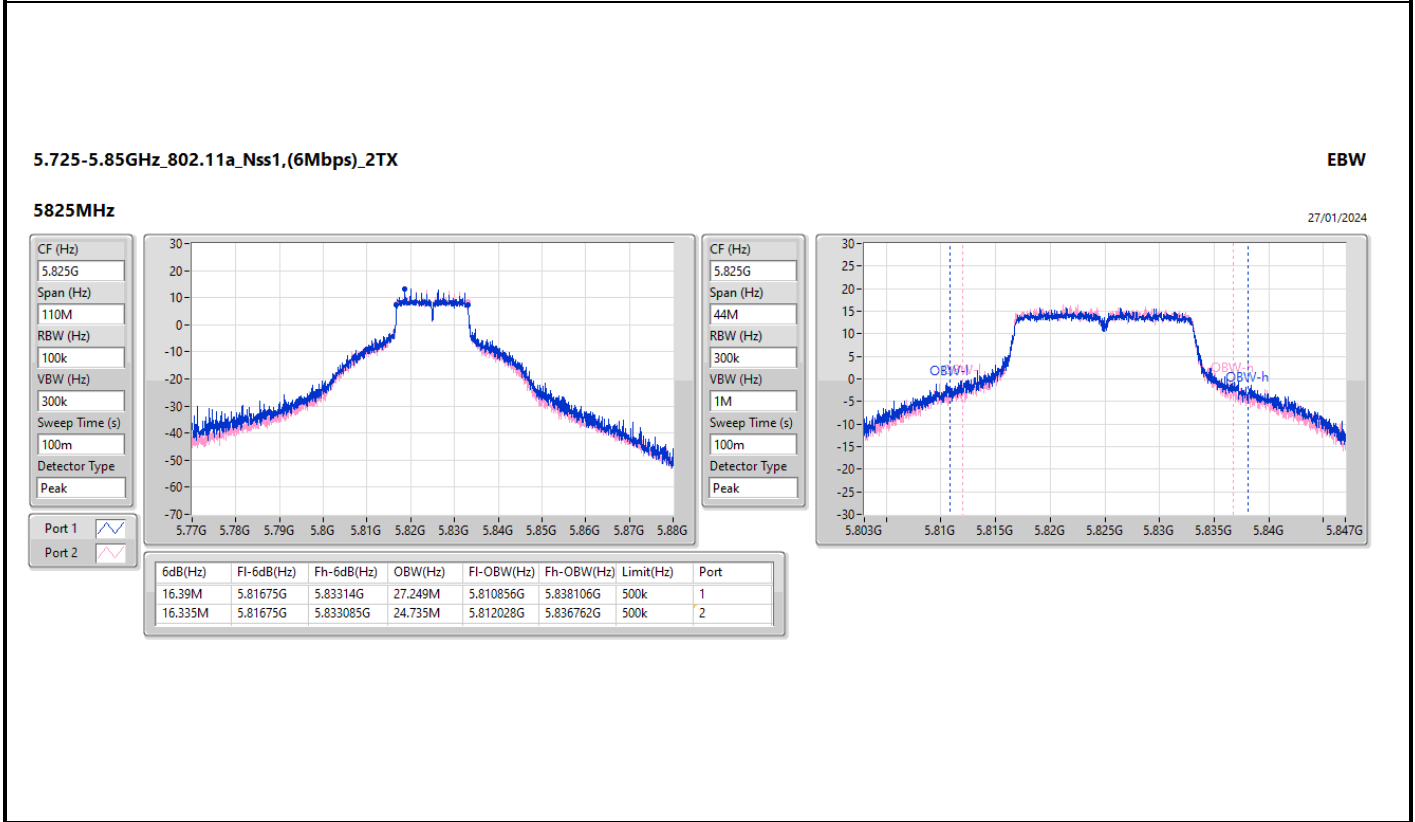 5.725-5.85GHz_802.11a_Nss1,(6Mbps)_2TX
EBW
5825MHz
27/01/2024
CF (Hz)
5.825G
Span (Hz)
110M
RBW (Hz)
100k
VBW (Hz)
300k
Sweep Time (s)
100m
Detector Type
Peak
Port 1
Port 2
30
20
10
0
-10
-20
-30
-40
-50
-60
-70
5.77G 5.78G 5.79G 5.8G 5.81G 5.82G 5.83G 5.84G 5.85G 5.86G 5.87G 5.88G
CF (Hz)
5.825G
Span (Hz)
44M
RBW (Hz)
300k
VBW (Hz)
1M
Sweep Time (s)
100m
Detector Type
Peak
30
25
20
15
10
5
0
-5
-10
-15
-20
-25
-30
OBW-l
OBW-h
OBW-h
5.803G 5.81G 5.815G 5.82G 5.825G 5.83G 5.835G 5.84G 5.847G
6dB(Hz) Fl-6dB(Hz) Fh-6dB(Hz) OBW(Hz) Fl-OBW(Hz) Fh-OBW(Hz) Limit(Hz) Port
16.39M 5.81675G 5.83314G 27.249M 5.810856G 5.838106G 500k 1
16.335M 5.81675G 5.833085G 24.735M 5.812028G 5.836762G 500k 2